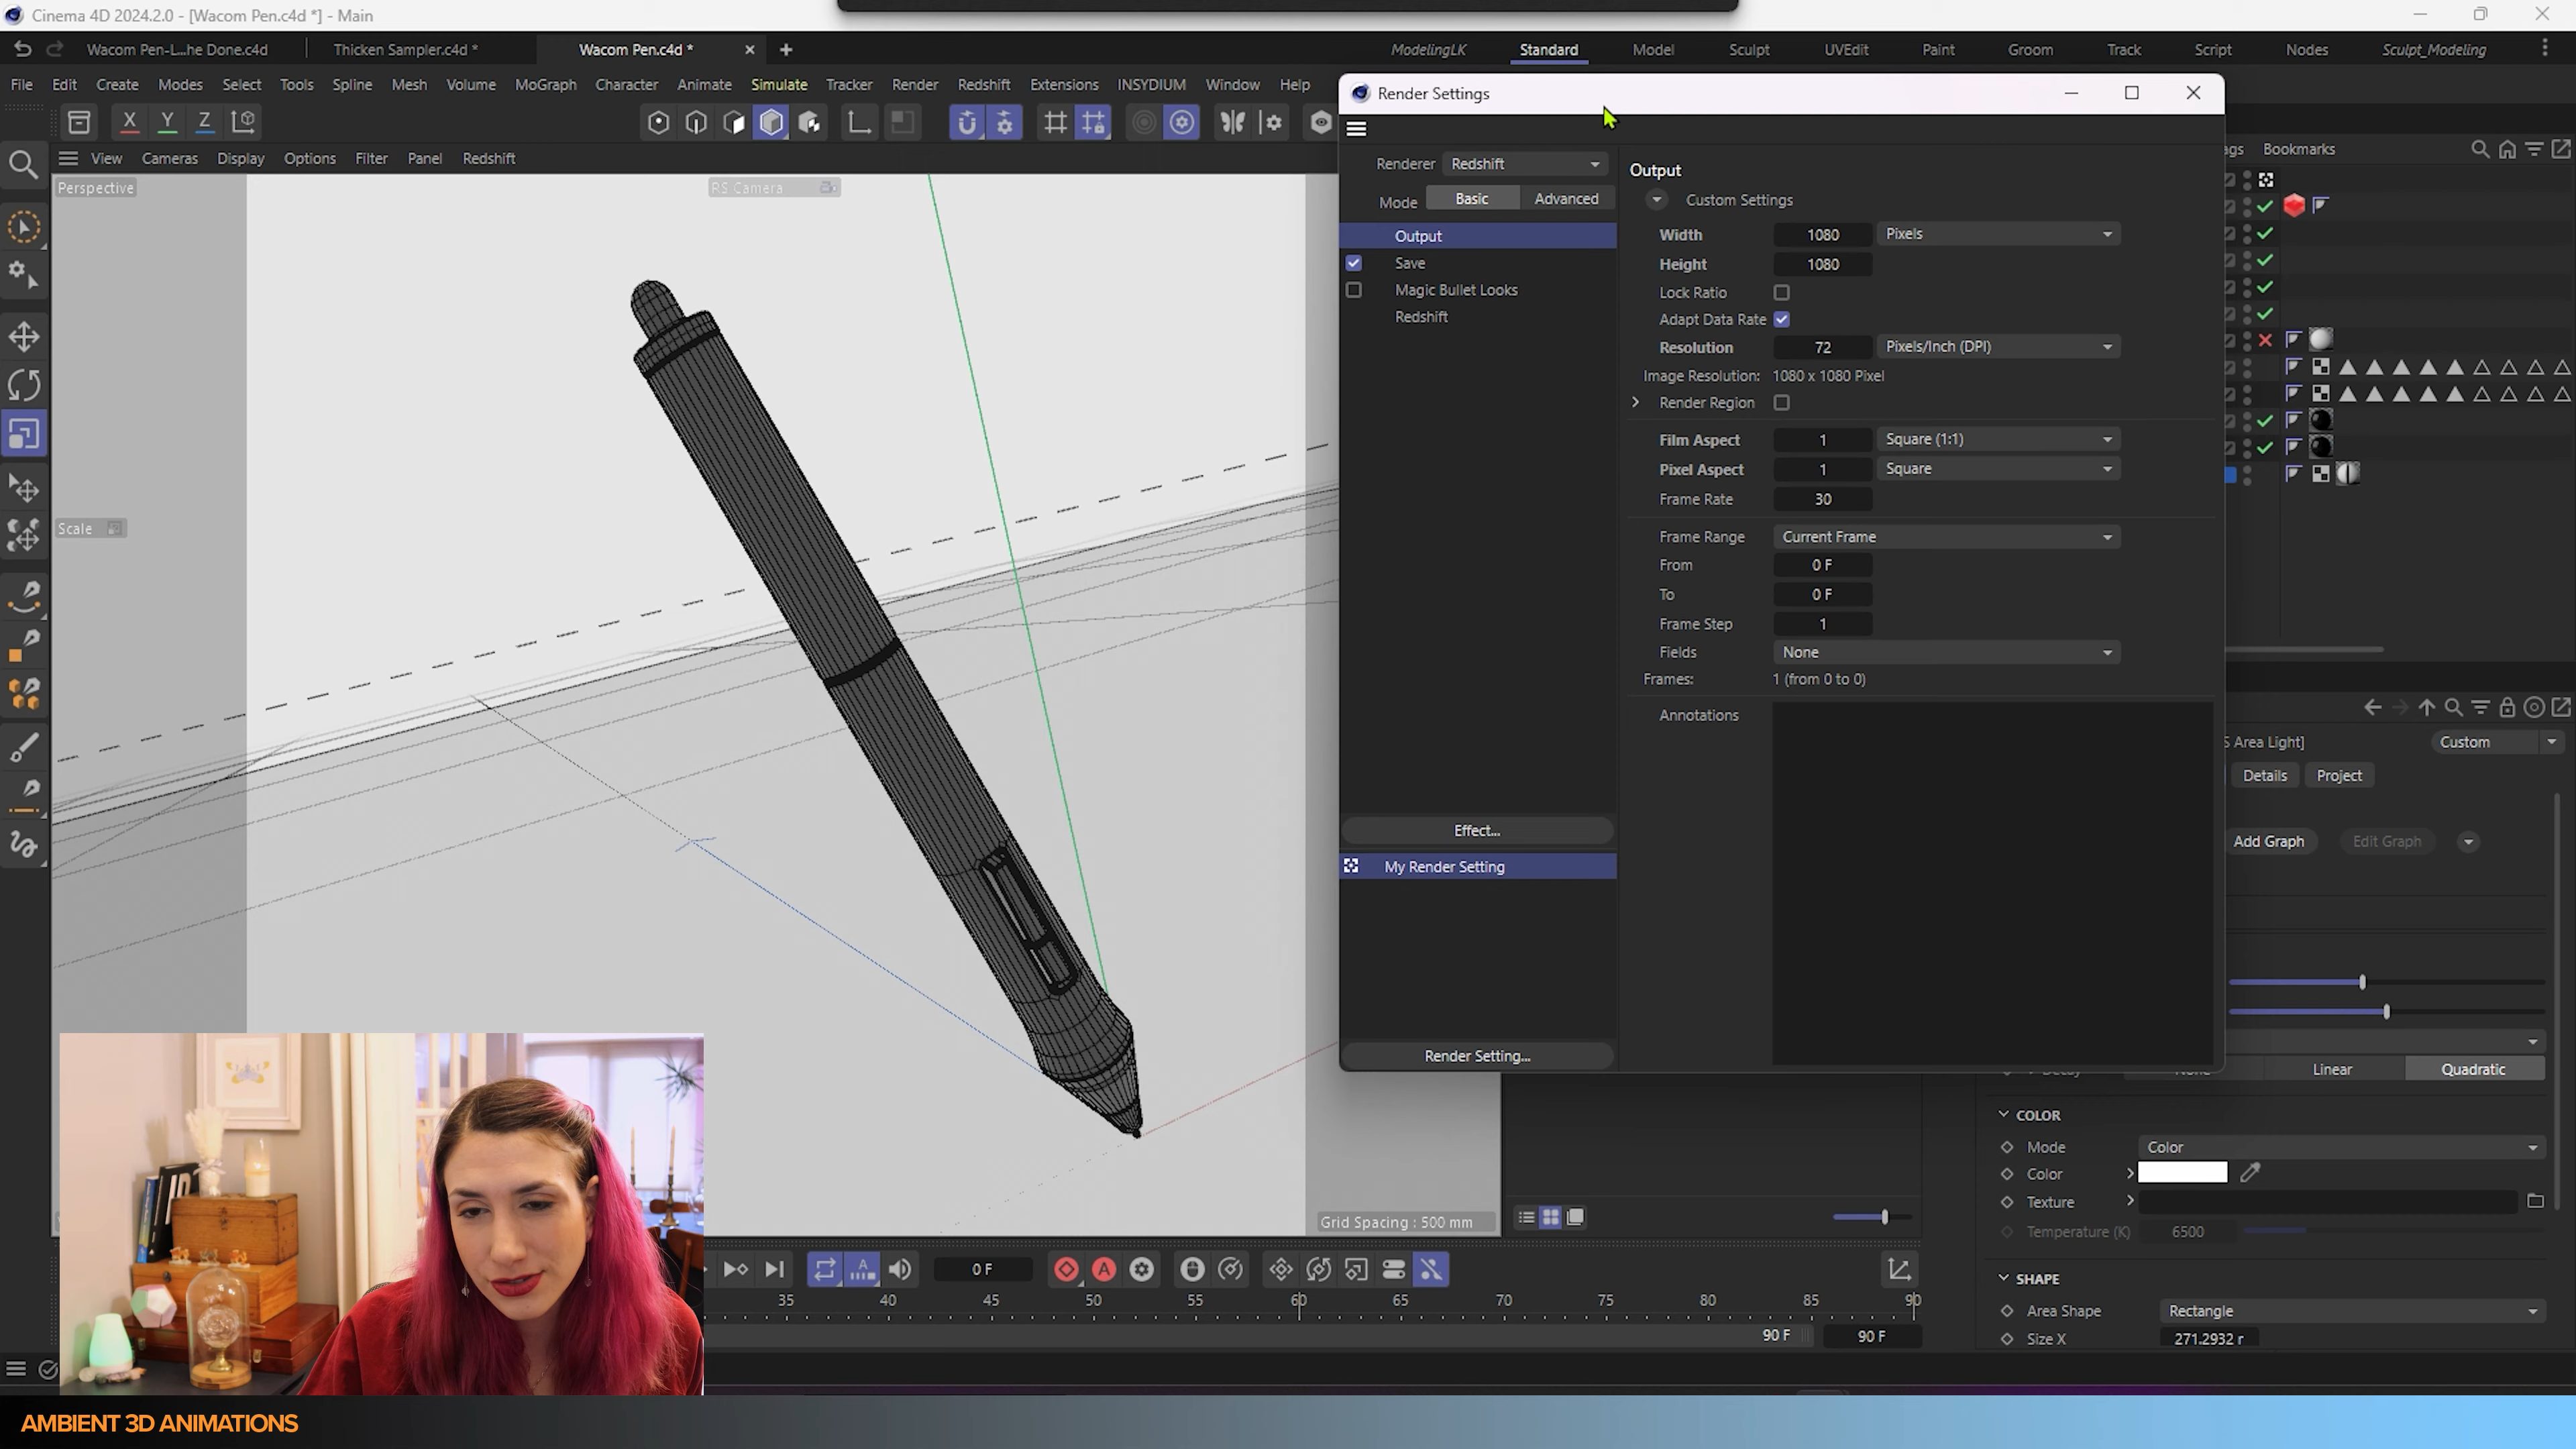 Cinema 4D 2024.2.0 - [Wacom Pen.c4d *] - Main
Wacom Pen-L...he Done.c4d
Thicken Sampler.c4d *
Wacom Pen.c4d *
ModelingLK
Standard
Model
Sculpt
UVEdit
Paint
Groom
Track
Script
Nodes
Sculpt_Modeling
File Edit Create Modes Select Tools Spline Mesh Volume MoGraph Character Animate Simulate Tracker Render Redshift Extensions INSYDIUM Window Help
X Y Z
View Cameras Display Options Filter Panel Redshift
Perspective
RS Camera
Scale
Grid Spacing : 500 mm
Render Settings
Renderer Redshift
Mode Basic Advanced
Output
Save
Magic Bullet Looks
Redshift
Effect...
My Render Setting
Render Setting...
Output
Custom Settings
Width 1080 Pixels
Height 1080
Lock Ratio
Adapt Data Rate
Resolution 72 Pixels/Inch (DPI)
Image Resolution: 1080 x 1080 Pixel
Render Region
Film Aspect 1 Square (1:1)
Pixel Aspect 1 Square
Frame Rate 30
Frame Range Current Frame
From 0 F
To 0 F
Frame Step 1
Fields None
Frames: 1 (from 0 to 0)
Annotations
Bookmarks
Area Light]
Custom
Details Project
Add Graph Edit Graph
Linear Quadratic
COLOR
Mode Color
Color
Texture
Temperature (K) 6500
SHAPE
Area Shape Rectangle
Size X 271.2932 r
A
0 F
A
35 40 45 50 55 60 65 70 75 80 85 90
90 F 90 F
AMBIENT 3D ANIMATIONS